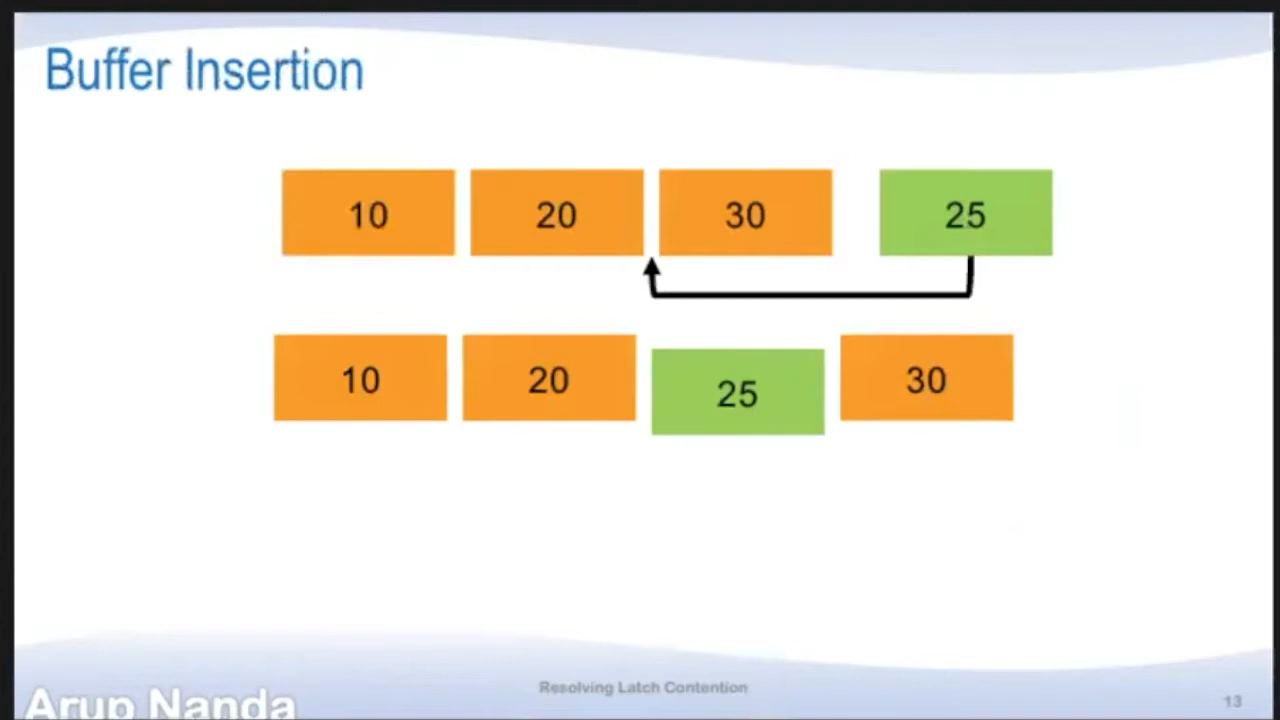 Buffer Insertion
10 20 30 25
10 20 25 30
Resolving Latch Contention
13
Arup Nanda